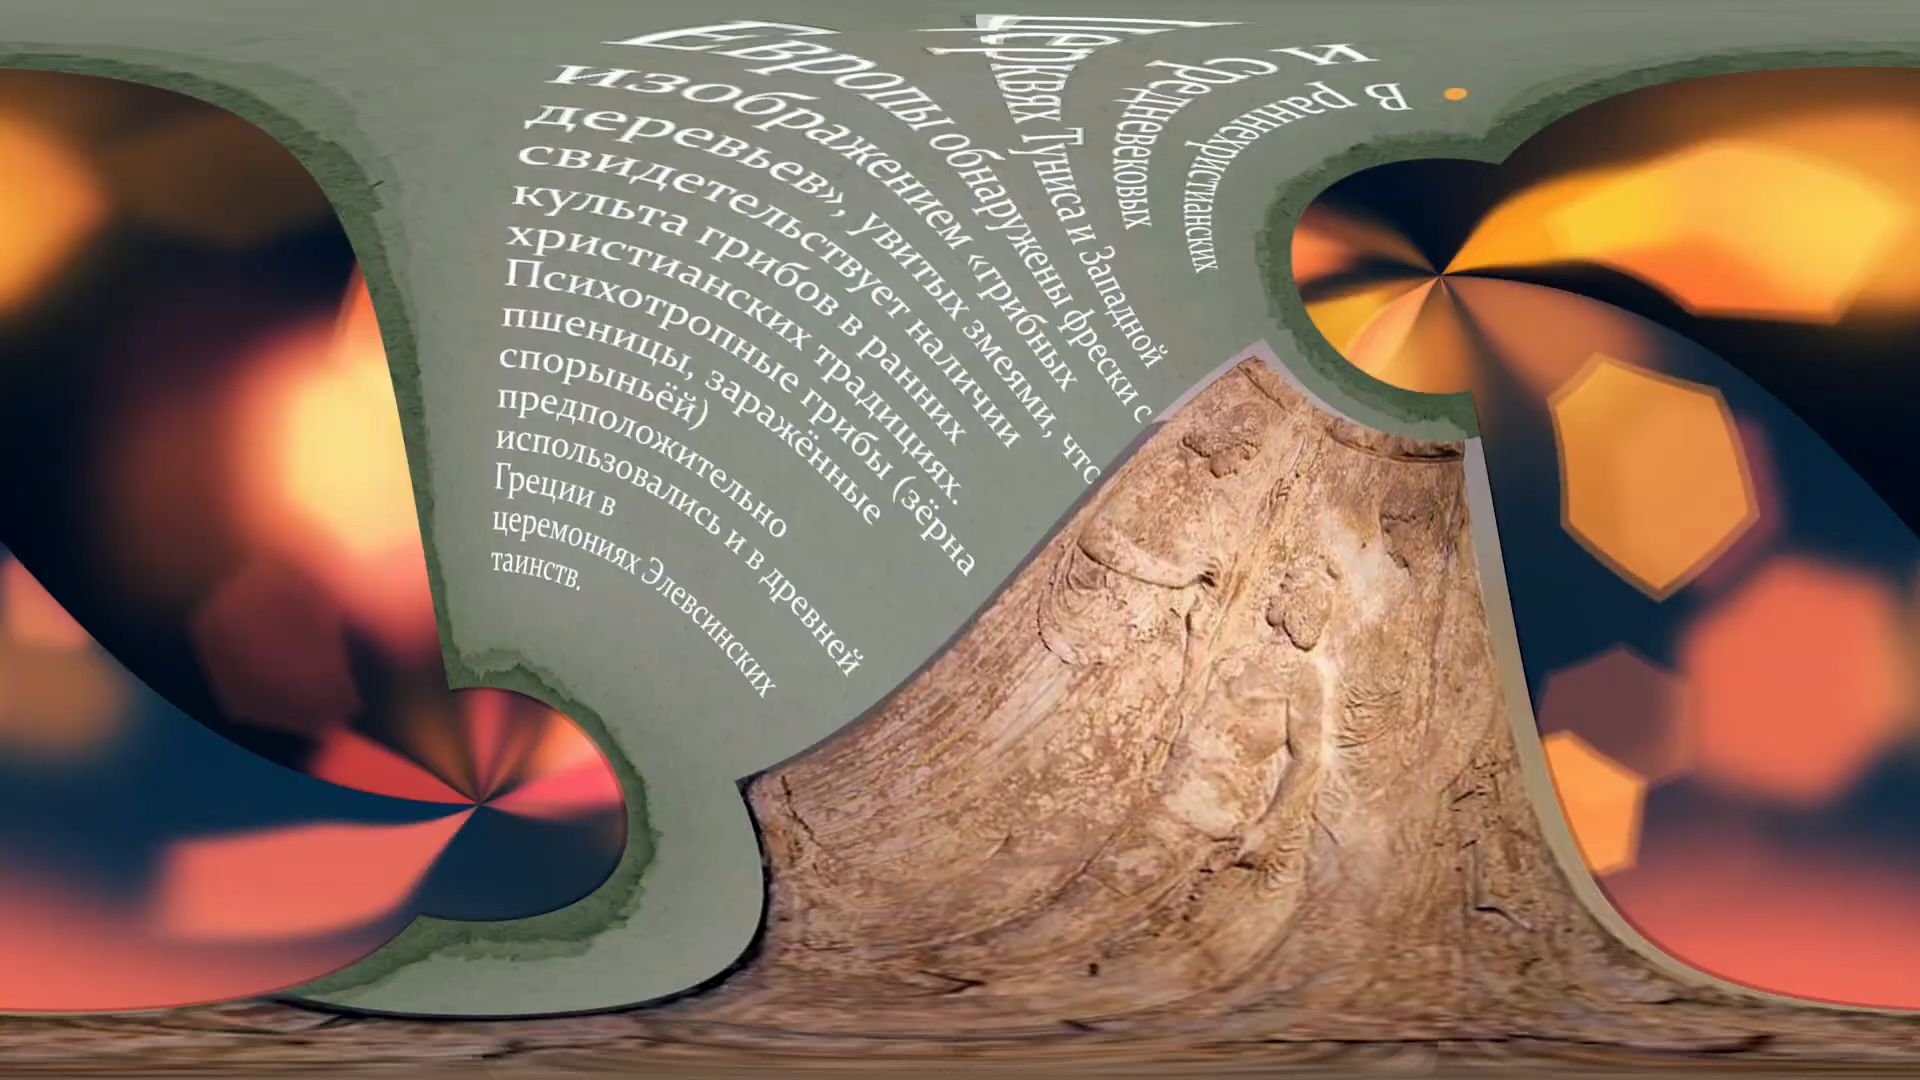 В раннехристианских
и средневековых
церквях Туниса и Западной
Европы обнаружены фрески с
изображением «грибных
деревьев», увитых змеями, что
свидетельствует наличии
культа грибов в ранних
христианских традициях.
Психотропные грибы (зёрна
пшеницы, заражённые
спорыньёй)
предположительно
использовались и в древней
Греции в
церемониях Элевсинских
таинств.